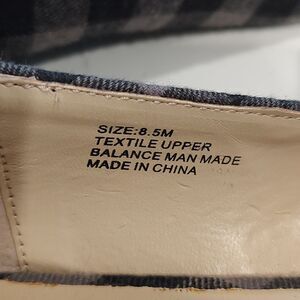 SIZE:8.5M
TEXTILE UPPER
BALANCE MAN MADE
MADE IN CHINA